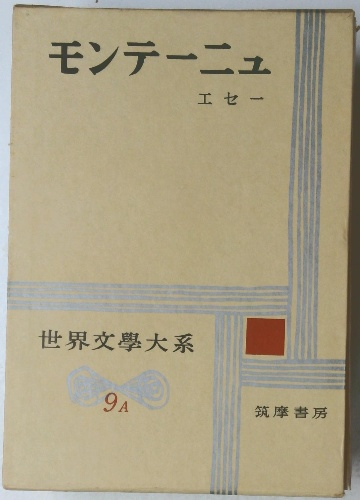 モンテーニュ
エセー
世界文學大系
9A
筑摩書房